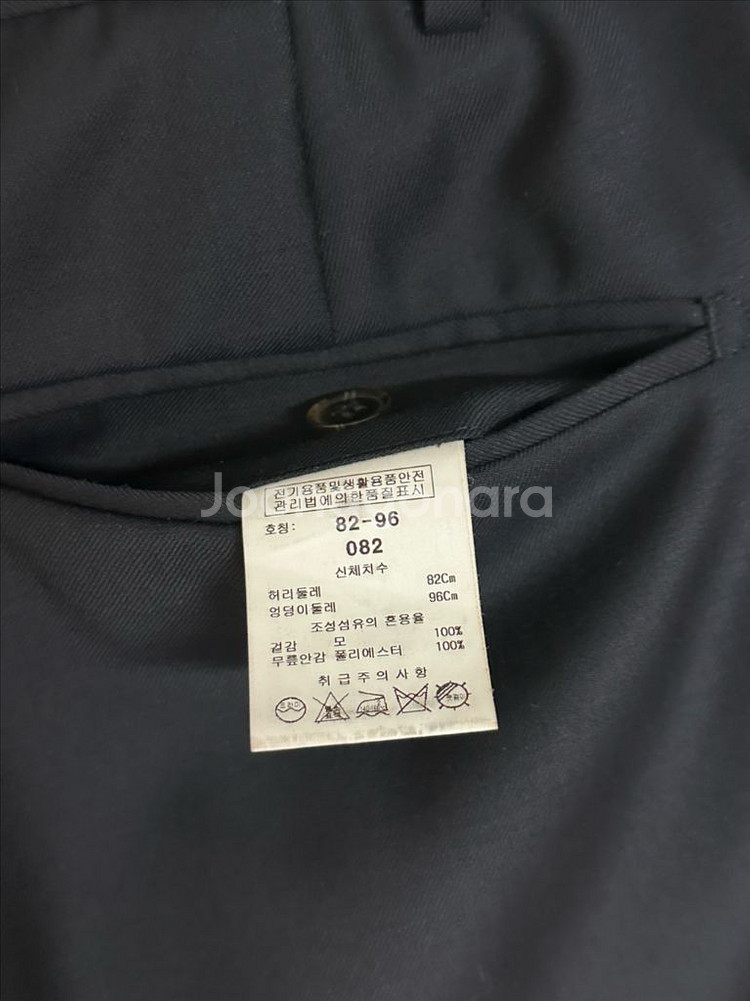 전기용품및생활용품안전
관리법에의한품질표시
호칭: 82-96
082
신체치수
허리둘레 82Cm
엉덩이둘레 96Cm
조성섬유의 혼용율
겉감 모 100%
무릎안감 폴리에스터 100%
취급주의사항
드라이